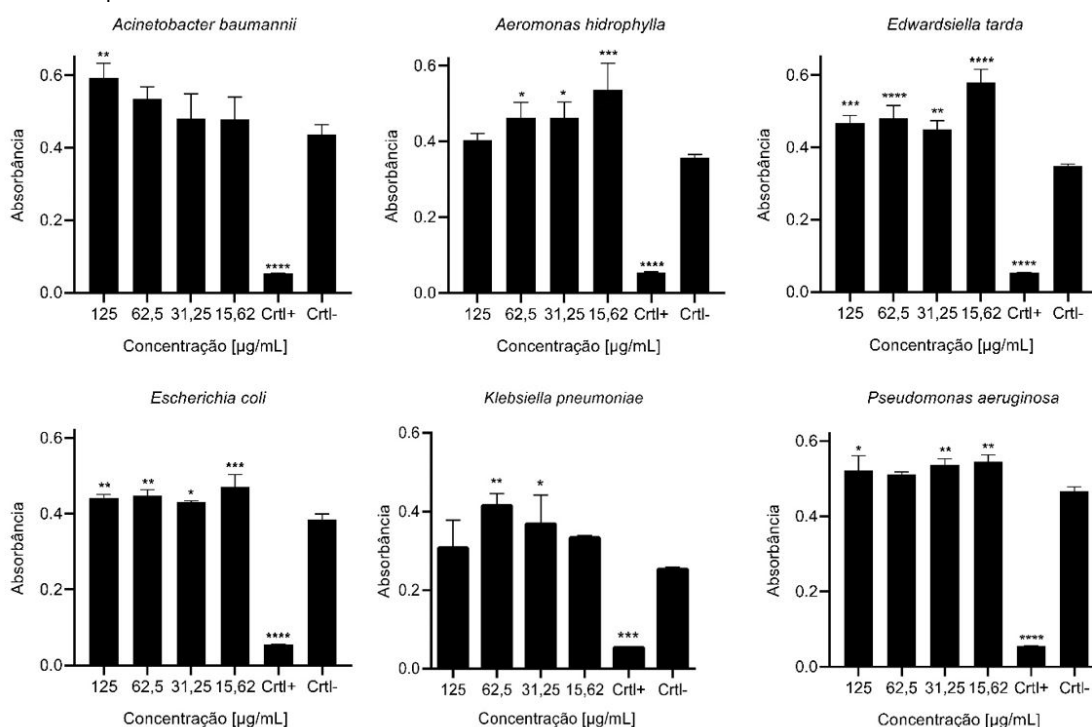 Acinetobacter baumannii
**
Absorbância
0.6
0.4
0.2
0.0
****
125 62,5 31,25 15,62 Crtl+ Crtl-
Concentração [µg/mL]
Aeromonas hidrophylla
* * ***
Absorbância
0.6
0.4
0.2
0.0
****
125 62,5 31,25 15,62 Crtl+ Crtl-
Concentração [µg/mL]
Edwardsiella tarda
*** **** ** ****
Absorbância
0.6
0.4
0.2
0.0
****
125 62,5 31,25 15,62 Crtl+ Crtl-
Concentração [µg/mL]
Escherichia coli
** ** * ***
Absorbância
0.6
0.4
0.2
0.0
****
125 62,5 31,25 15,62 Crtl+ Crtl-
Concentração [µg/mL]
Klebsiella pneumoniae
** *
Absorbância
0.6
0.4
0.2
0.0
***
125 62,5 31,25 15,62 Crtl+ Crtl-
Concentração [µg/mL]
Pseudomonas aeruginosa
* ** **
Absorbância
0.6
0.4
0.2
0.0
****
125 62,5 31,25 15,62 Crtl+ Crtl-
Concentração [µg/mL]